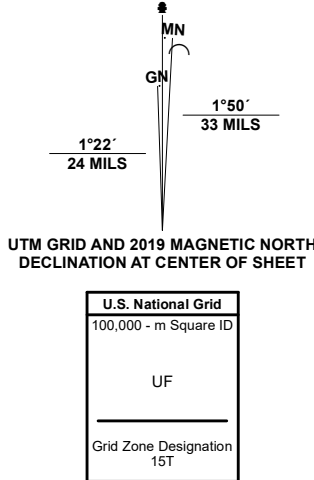 MN
GN
1°50´
33 MILS
1°22´
24 MILS
UTM GRID AND 2019 MAGNETIC NORTH
DECLINATION AT CENTER OF SHEET
U.S. National Grid
100,000 - m Square ID
UF
Grid Zone Designation
15T